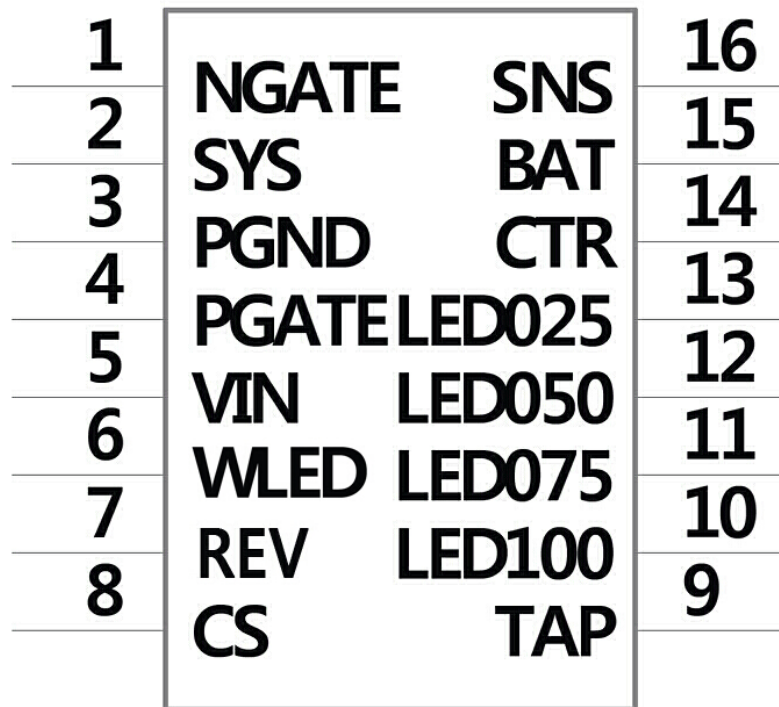 1 NGATE SNS 16
2 SYS BAT 15
3 PGND CTR 14
4 PGATE LED025 13
5 VIN LED050 12
6 WLED LED075 11
7 REV LED100 10
8 CS TAP 9